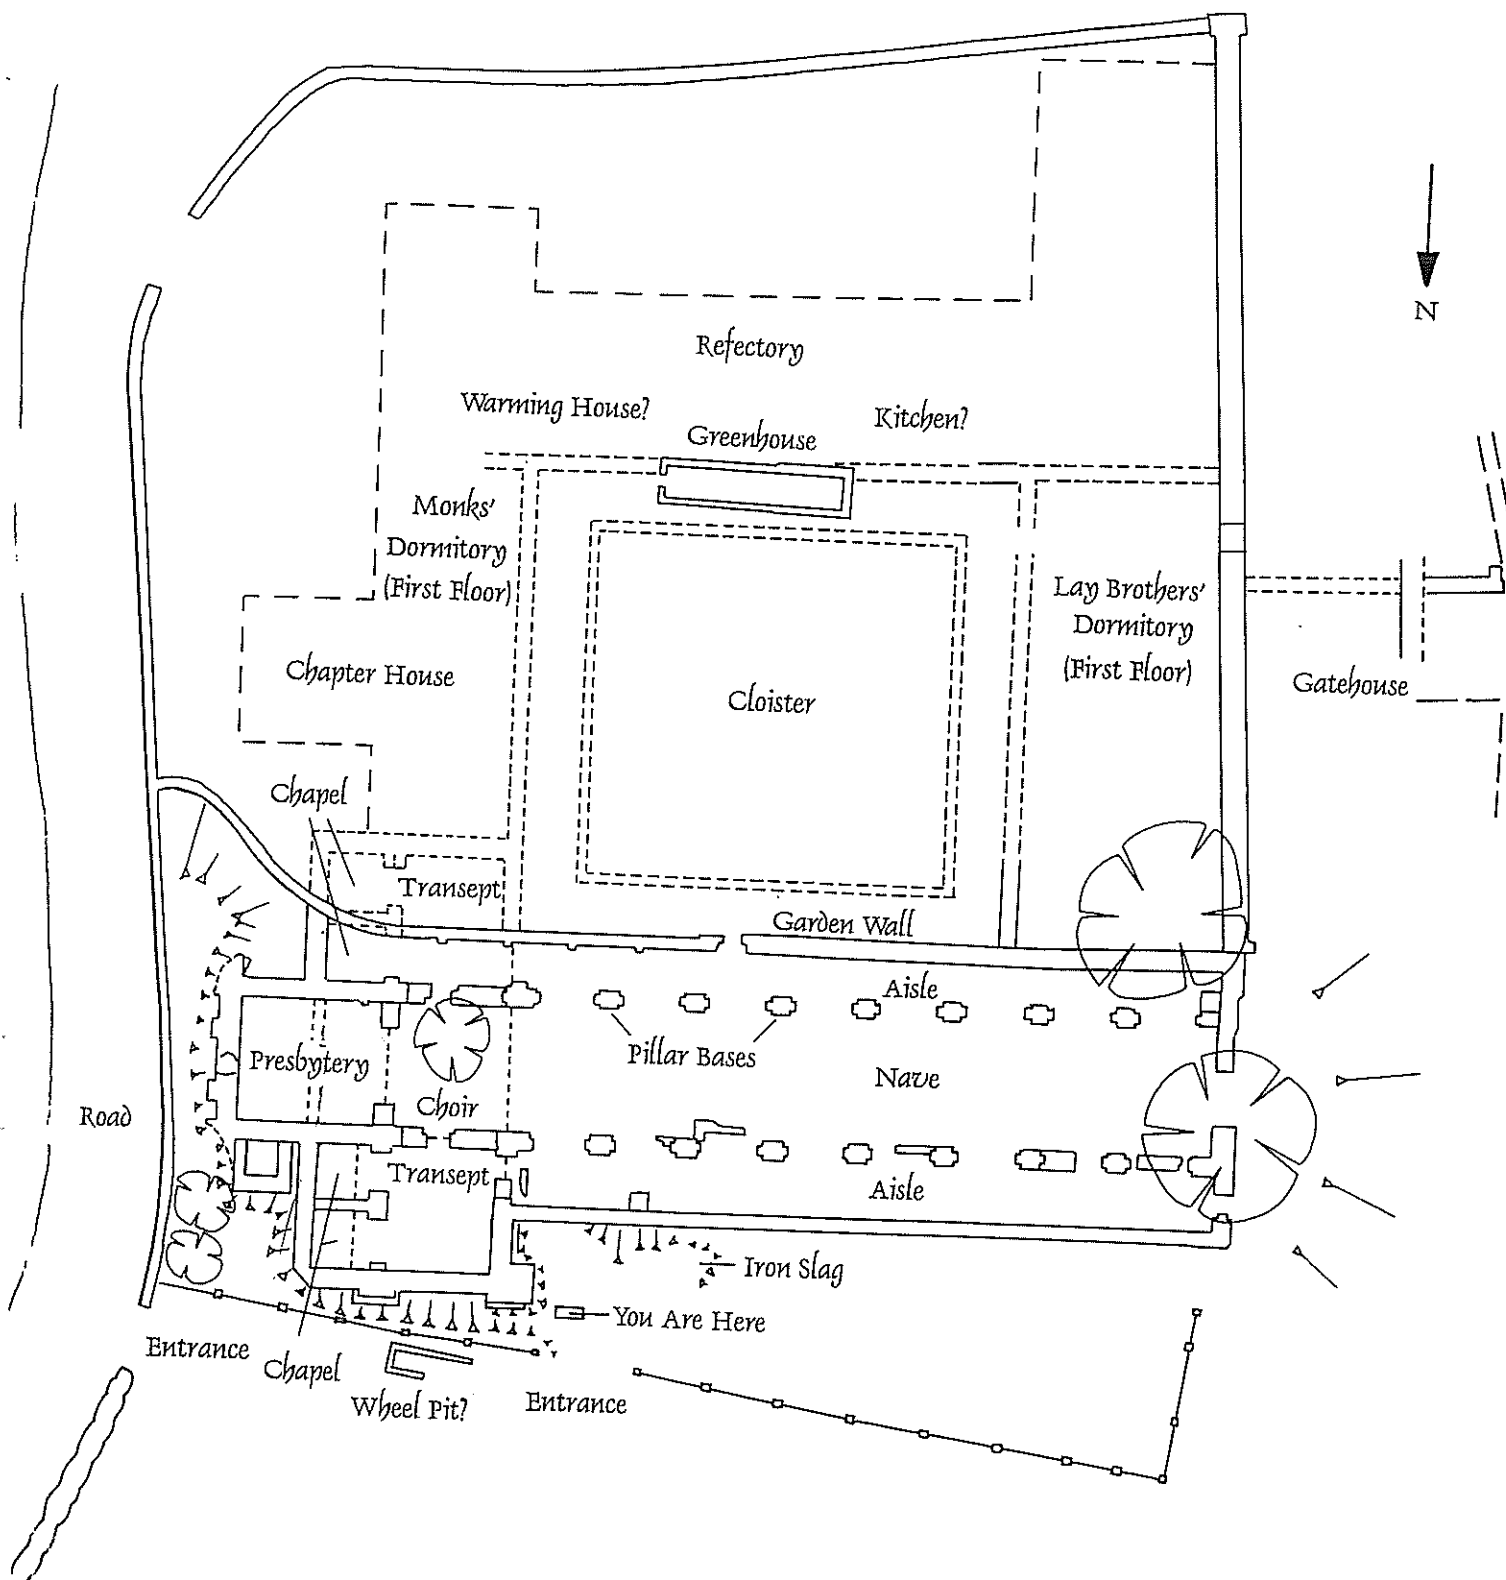 N
Refectory
Warming House?
Kitchen?
Greenhouse
Monks'
Dormitory
(First Floor)
Lay Brothers'
Dormitory
(First Floor)
Chapter House
Cloister
Gatehouse
Chapel
Transept
Garden Wall
Aisle
Pillar Bases
Presbytery
Nave
Choir
Road
Transept
Aisle
Iron Slag
You Are Here
Entrance
Chapel
Wheel Pit?
Entrance